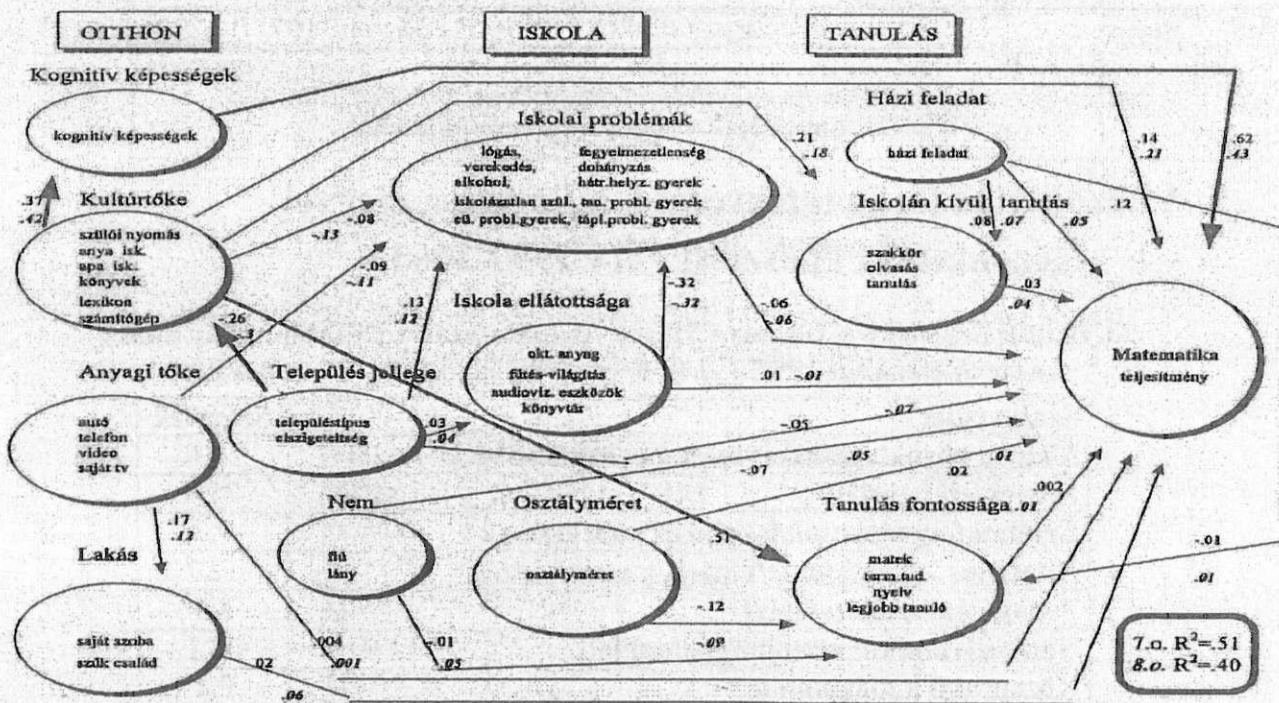 OTTHON
ISKOLA
TANULÁS
Kognitív képességek
kognitív képességek
.37
.42
Kultúrtőke
szülői nyomás
anya isk.
apa isk.
könyvek
lexikon
számítógép
Iskolai problémák
lógás, fegyelmezetlenség
verekedés, dohányzás
alkohol, hátr.helyz. gyerek
iskolázatlan szül., tan. probl. gyerek
eü. probl.gyerek, tápl.probl. gyerek
-.08
-.13
-.09
-.11
.21
.18
Házi feladat
házi feladat
.14
.21
.62
.43
.12
Iskolán kívül tanulás
.08 .07
.05
szakkör
olvasás
tanulás
.03
.04
-.26
-.3
.13
.12
Iskola ellátottsága
-.32
-.32
okt. anyag
fűtés-világítás
audioviz. eszközök
könyvtár
-.06
-.06
.01 -.01
Matematika
teljesítmény
Anyagi tőke
autó
telefon
video
saját tv
Település jellege
településtípus
elszigeteltség
.03
.04
-.07
-.05
-.07
.05
.02
.01
.17
.12
Nem
fiú
lány
Osztályméret
osztályméret
.51
Tanulás fontossága
.002
.01
matek
term.tud.
nyelv
legjobb tanuló
-.01
.01
-.12
-.09
Lakás
saját szoba
szűk család
.004
.001
-.01
.05
.02
.06
7.o. R²=.51
8.o. R²=.40